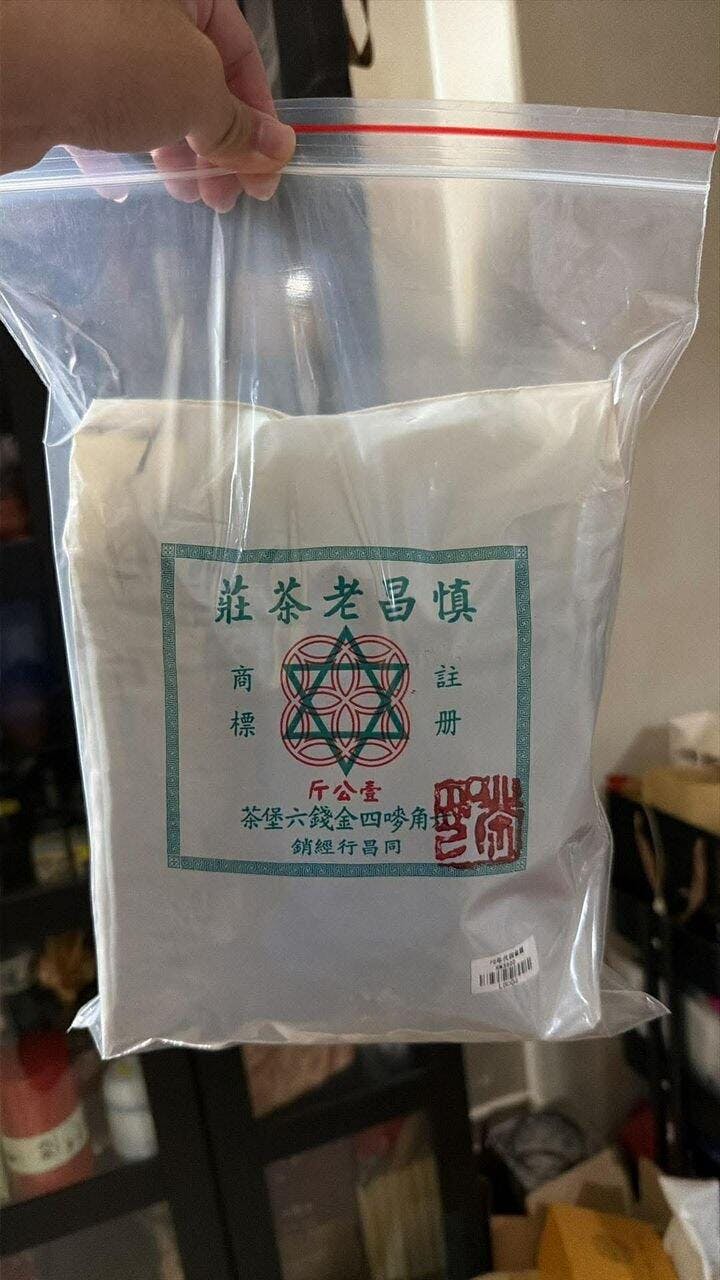 慎昌老茶莊
註册
商標
壹公斤
角嘜四金錢六堡茶
同昌行經銷